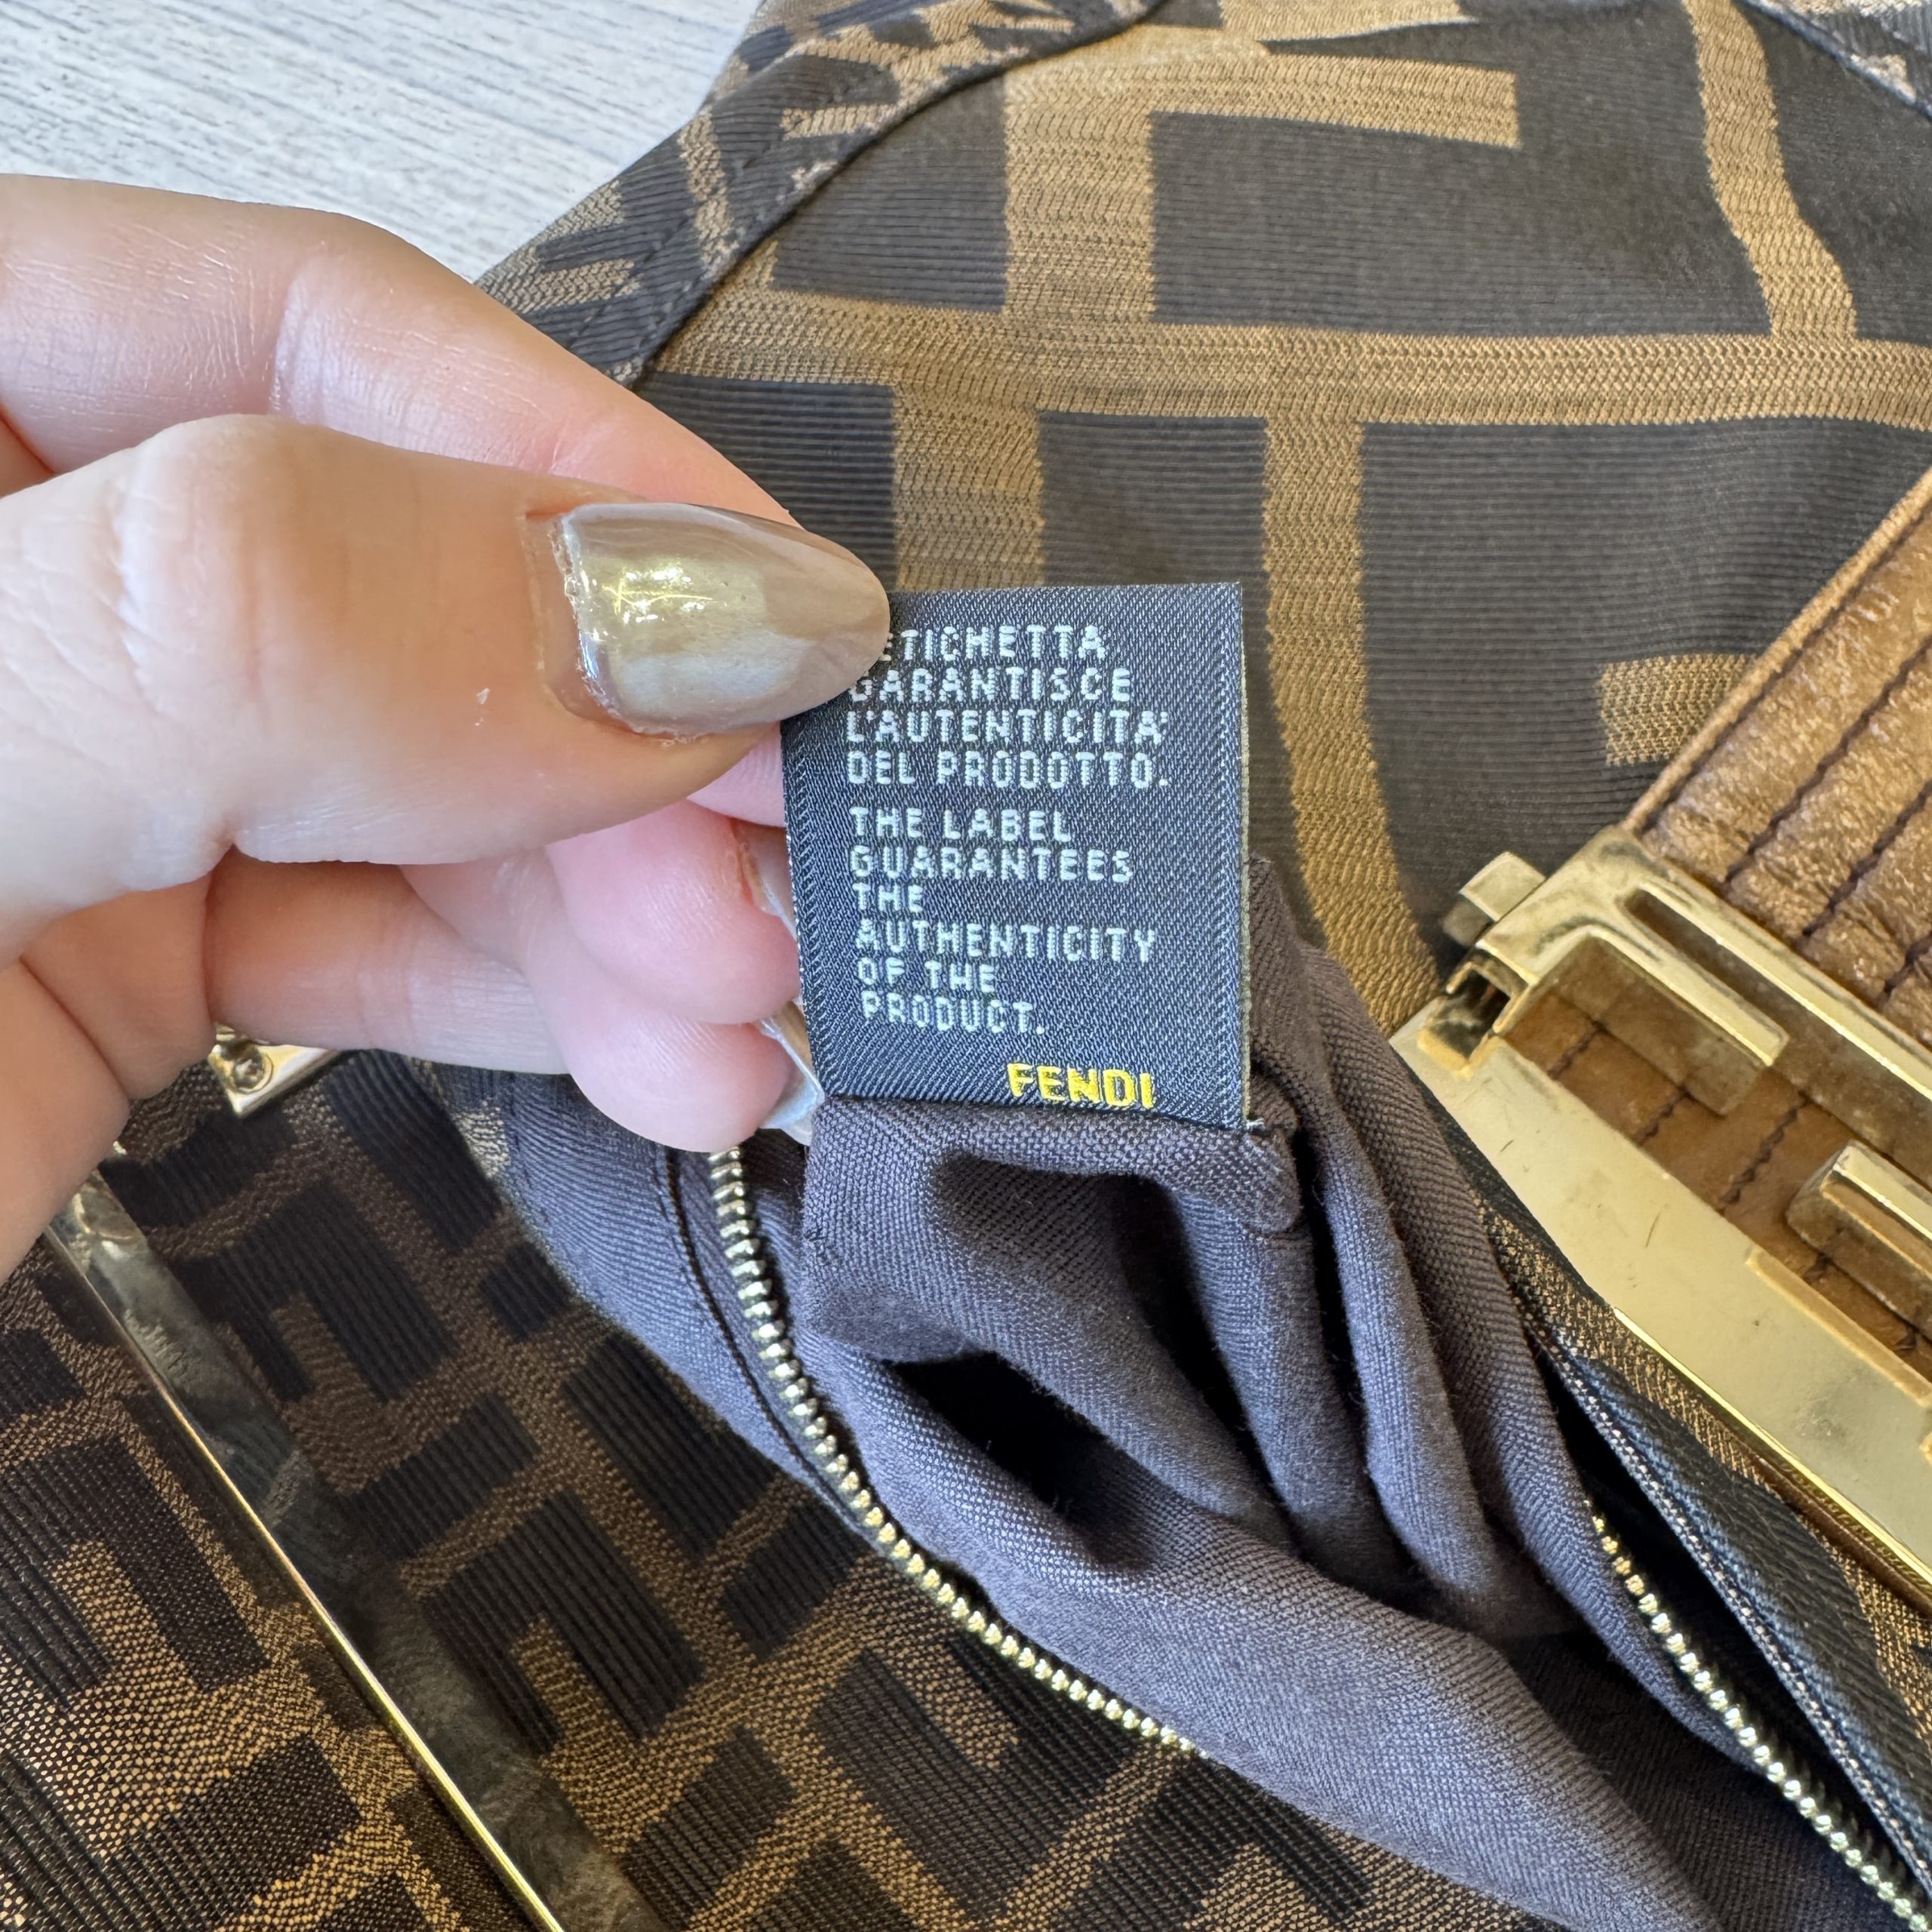 ETICHETTA
GARANTISCE
L'AUTENTICITA'
DEL PRODOTTO.
THE LABEL
GUARANTEES
THE
AUTHENTICITY
OF THE
PRODUCT.
FENDI